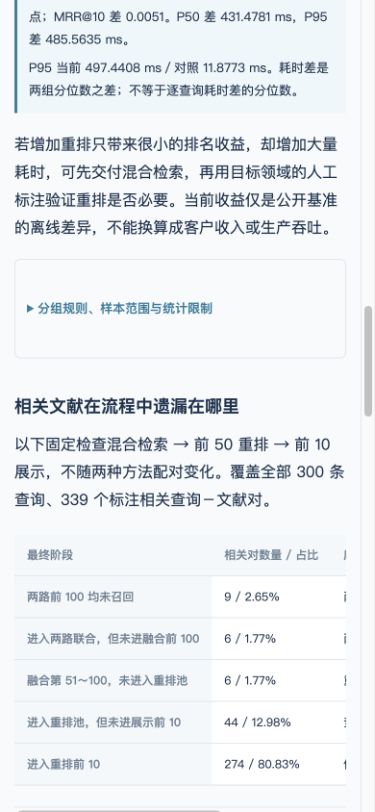 点；MRR@10 差 0.0051。P50 差 431.4781 ms，P95
差 485.5635 ms。
P95 当前 497.4408 ms / 对照 11.8773 ms。耗时差是
两组分位数之差；不等于逐查询耗时差的分位数。
若增加重排只带来很小的排名收益，却增加大量
耗时，可先交付混合检索，再用目标领域的人工
标注验证重排是否必要。当前收益仅是公开基准
的离线差异，不能换算成客户收入或生产吞吐。
▶ 分组规则、样本范围与统计限制
相关文献在流程中遗漏在哪里
以下固定检查混合检索 → 前 50 重排 → 前 10
展示，不随两种方法配对变化。覆盖全部 300 条
查询、339 个标注相关查询－文献对。
最终阶段 相关对数量 / 占比
两路前 100 均未召回 9 / 2.65%
进入两路联合，但未进融合前 100 6 / 1.77%
融合第 51～100，未进入重排池 6 / 1.77%
进入重排池，但未进展示前 10 44 / 12.98%
进入重排前 10 274 / 80.83%